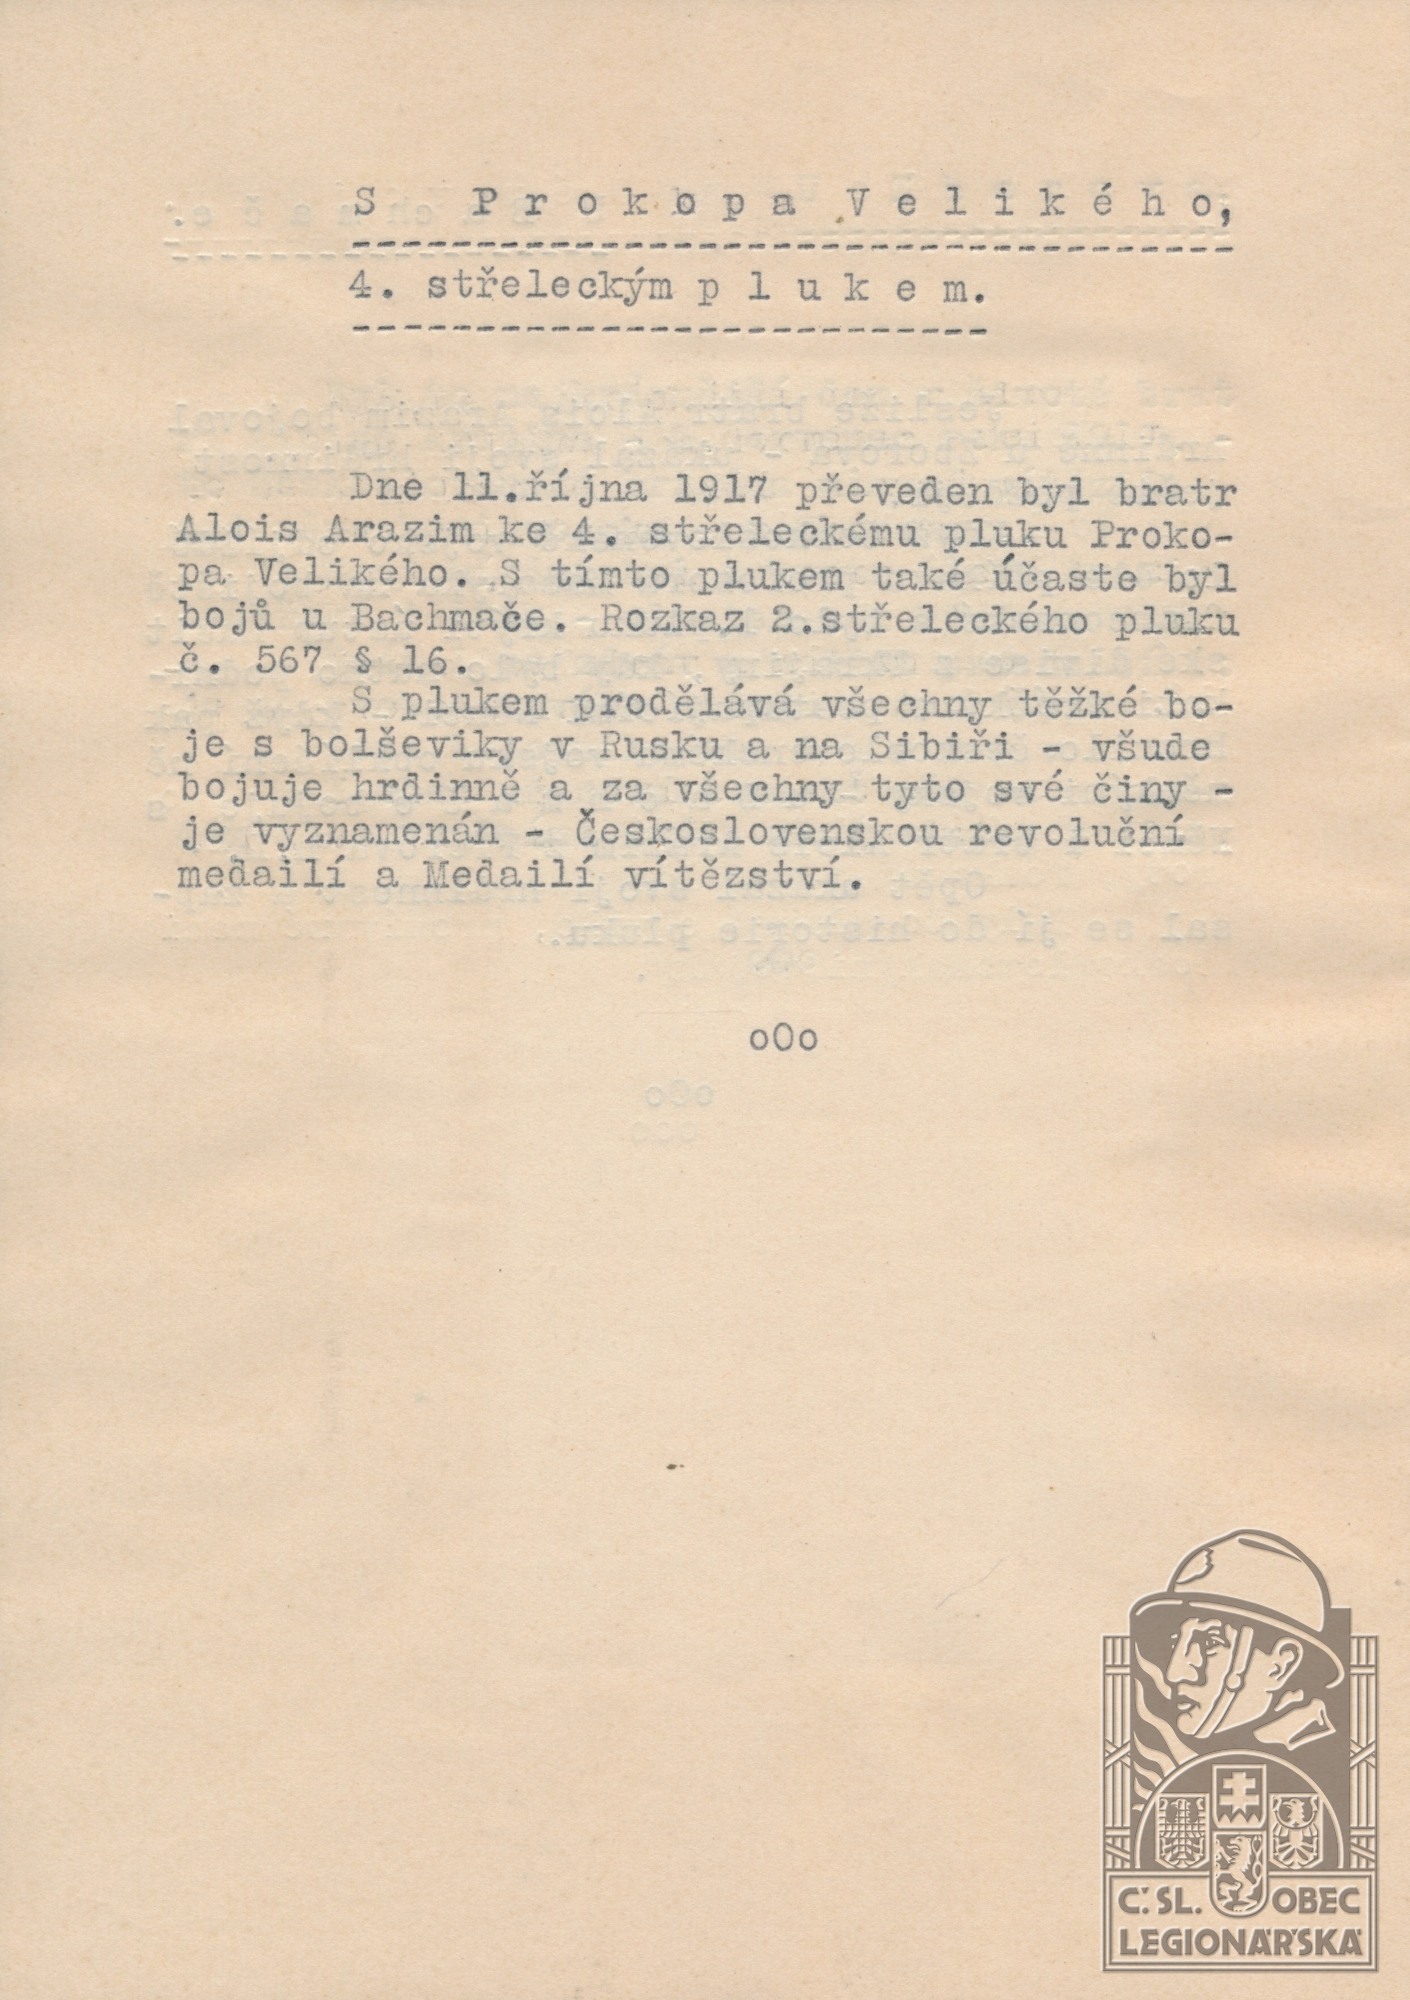 S Prokopa Velikého,
4. střeleckým plukem.
Dne 11.října 1917 převeden byl bratr
Alois Arazim ke 4. střeleckému pluku Proko-
pa Velikého. S tímto plukem také účasten byl
bojů u Bachmače. Rozkaz 2.střeleckého pluku
č. 567 § 16.
S plukem prodělává všechny těžké bo-
je s bolševiky v Rusku a na Sibiři - všude
bojuje hrdinně a za všechny tyto své činy -
je vyznamenán - Československou revoluční
medailí a Medailí vítězství.
oOo
Č.SL. OBEC
LEGIONÁŘSKÁ